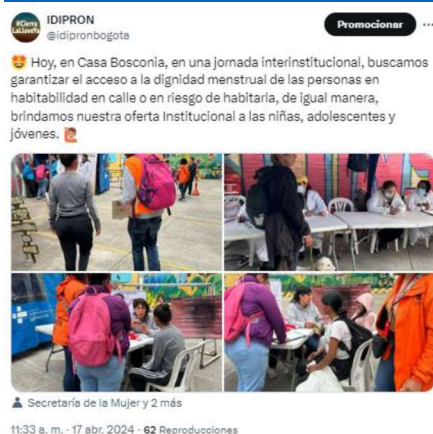 #Cierra
LaLlaveYa
IDIPRON
@idipronbogota
Promocionar
Hoy, en Casa Bosconia, en una jornada interinstitucional, buscamos
garantizar el acceso a la dignidad menstrual de las personas en
habitabilidad en calle o en riesgo de habitarla, de igual manera,
brindamos nuestra oferta Institucional a las niñas, adolescentes y
jóvenes.
Secretaría de la Mujer y 2 más
11:33 a. m. · 17 abr. 2024 · 62 Reproducciones